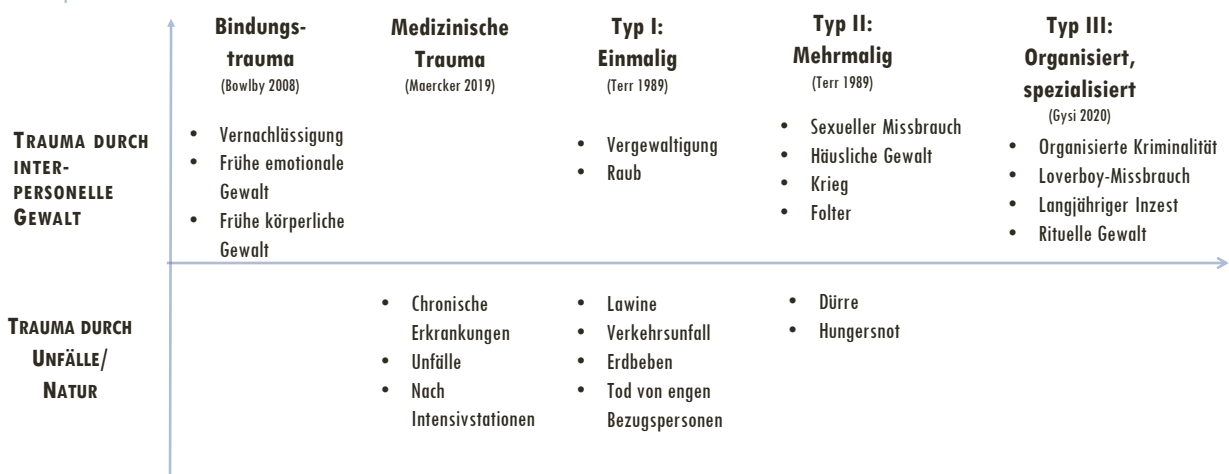 Bindungs-
trauma
(Bowlby 2008)
Medizinische
Trauma
(Maercker 2019)
Typ I:
Einmalig
(Terr 1989)
Typ II:
Mehrmalig
(Terr 1989)
Typ III:
Organisiert,
spezialisiert
(Gysi 2020)
TRAUMA DURCH
INTER-
PERSONELLE
GEWALT
• Vernachlässigung
• Frühe emotionale
Gewalt
• Frühe körperliche
Gewalt
• Vergewaltigung
• Raub
• Sexueller Missbrauch
• Häusliche Gewalt
• Krieg
• Folter
• Organisierte Kriminalität
• Loverboy-Missbrauch
• Langjähriger Inzest
• Rituelle Gewalt
TRAUMA DURCH
UNFÄLLE/
NATUR
• Chronische
Erkrankungen
• Unfälle
• Nach
Intensivstationen
• Lawine
• Verkehrsunfall
• Erdbeben
• Tod von engen
Bezugspersonen
• Dürre
• Hungersnot